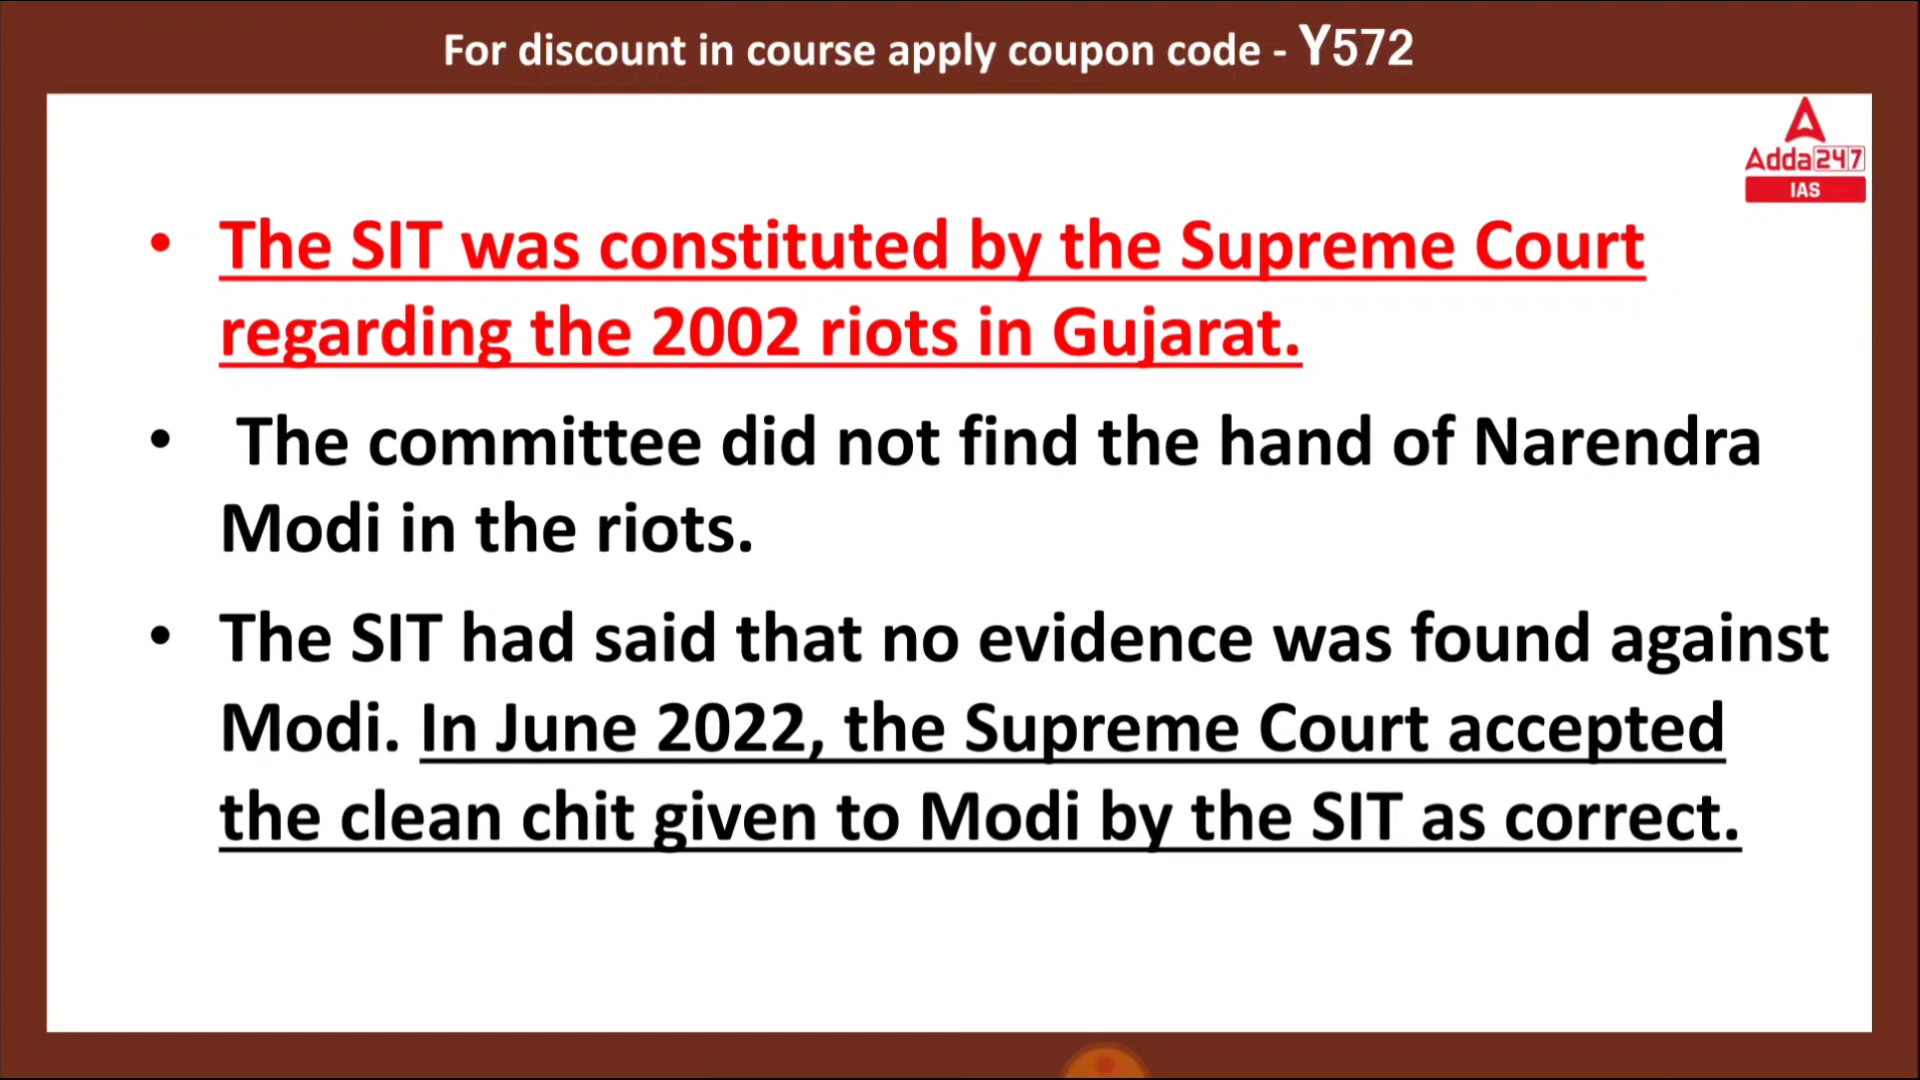 For discount in course apply coupon code - Y572
Adda247
IAS
• The SIT was constituted by the Supreme Court
regarding the 2002 riots in Gujarat.
• The committee did not find the hand of Narendra
Modi in the riots.
• The SIT had said that no evidence was found against
Modi. In June 2022, the Supreme Court accepted
the clean chit given to Modi by the SIT as correct.